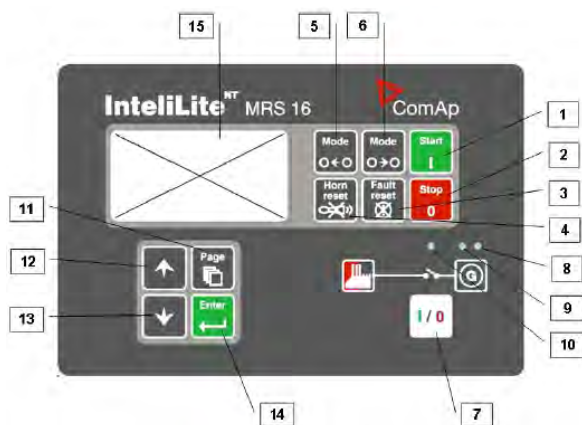 15
5
6
InteliLite NT MRS 16
ComAp
Mode
Mode
Start
I
1
2
Horn
reset
Fault
reset
Stop
0
3
4
11
12
Page
13
Enter
G
8
9
10
I / 0
14
7